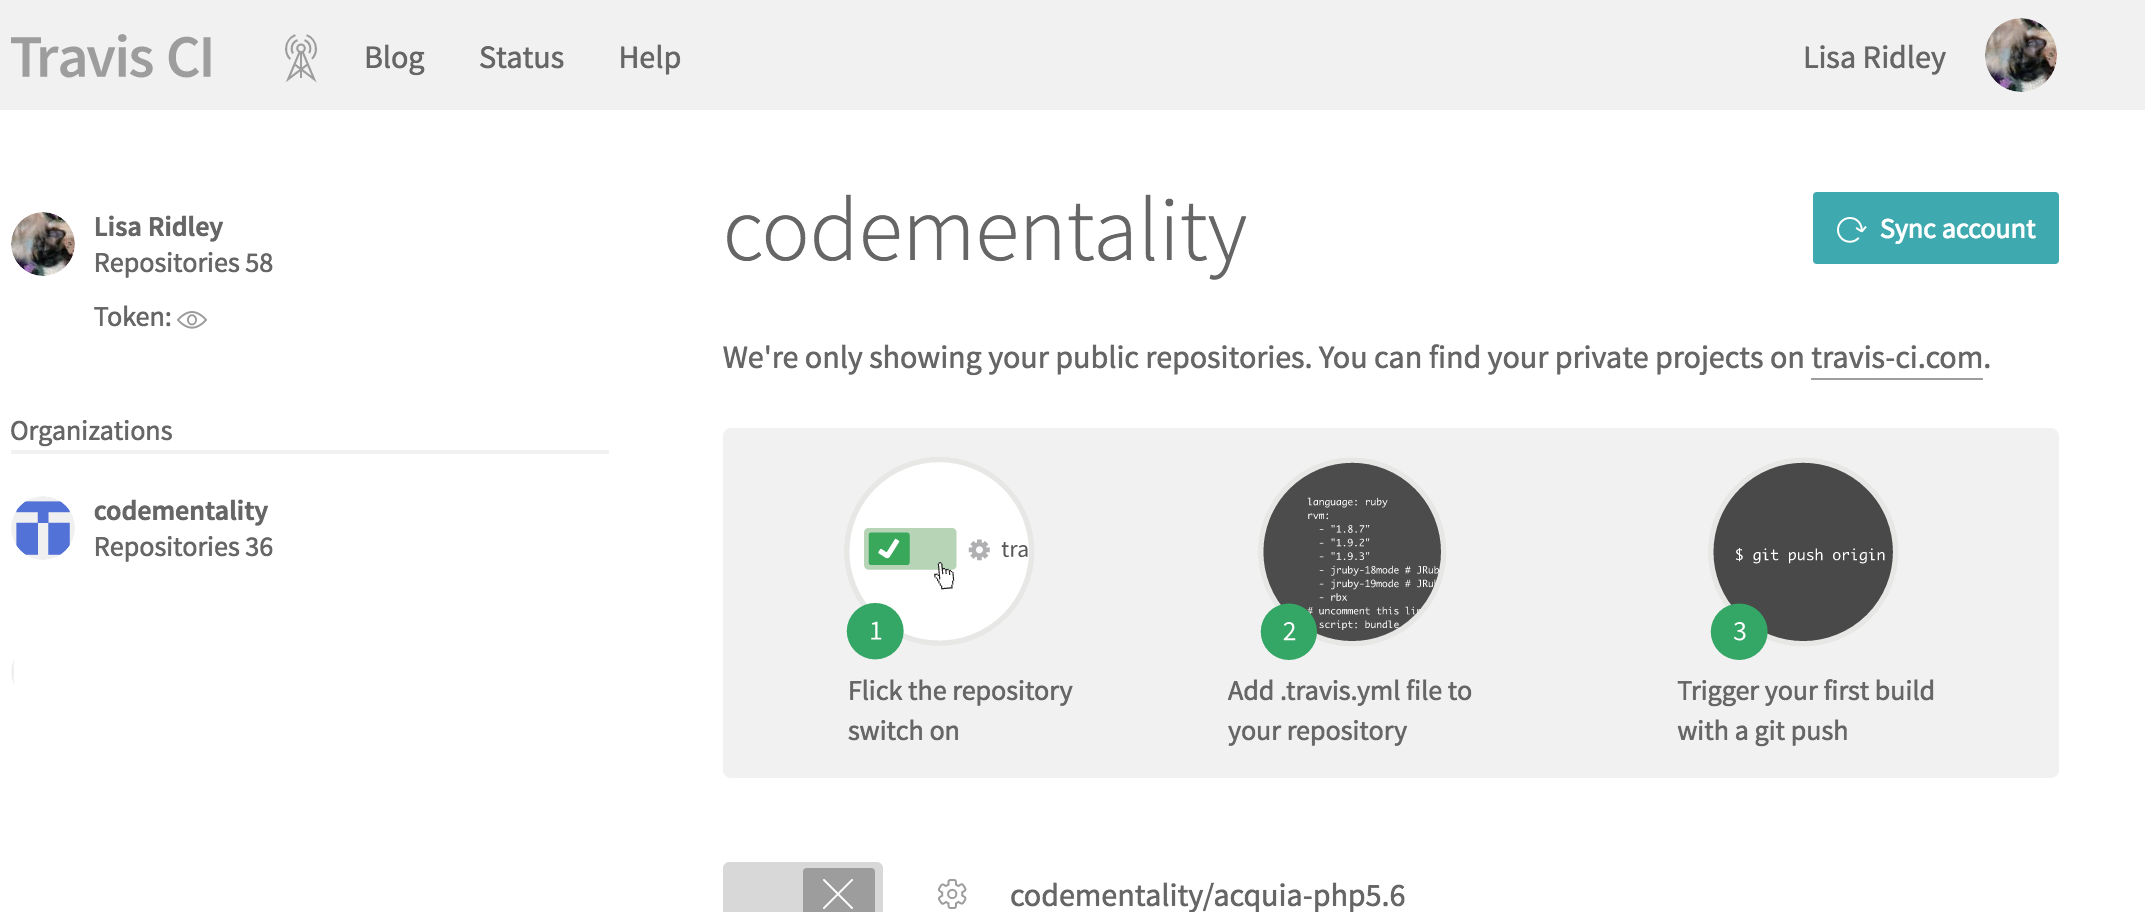 Travis CI
Blog
Status
Help
Lisa Ridley
Lisa Ridley
Repositories 58
Token:
Organizations
codementality
Repositories 36
codementality
Sync account
We're only showing your public repositories. You can find your private projects on travis-ci.com.
tra
1
Flick the repository
switch on
language: ruby
rvm:
- "1.8.7"
- "1.9.2"
- "1.9.3"
- jruby-18mode # JRub
- jruby-19mode # JRu
- rbx
# uncomment this lin
script: bundle
2
Add .travis.yml file to
your repository
$ git push origin
3
Trigger your first build
with a git push
codementality/acquia-php5.6